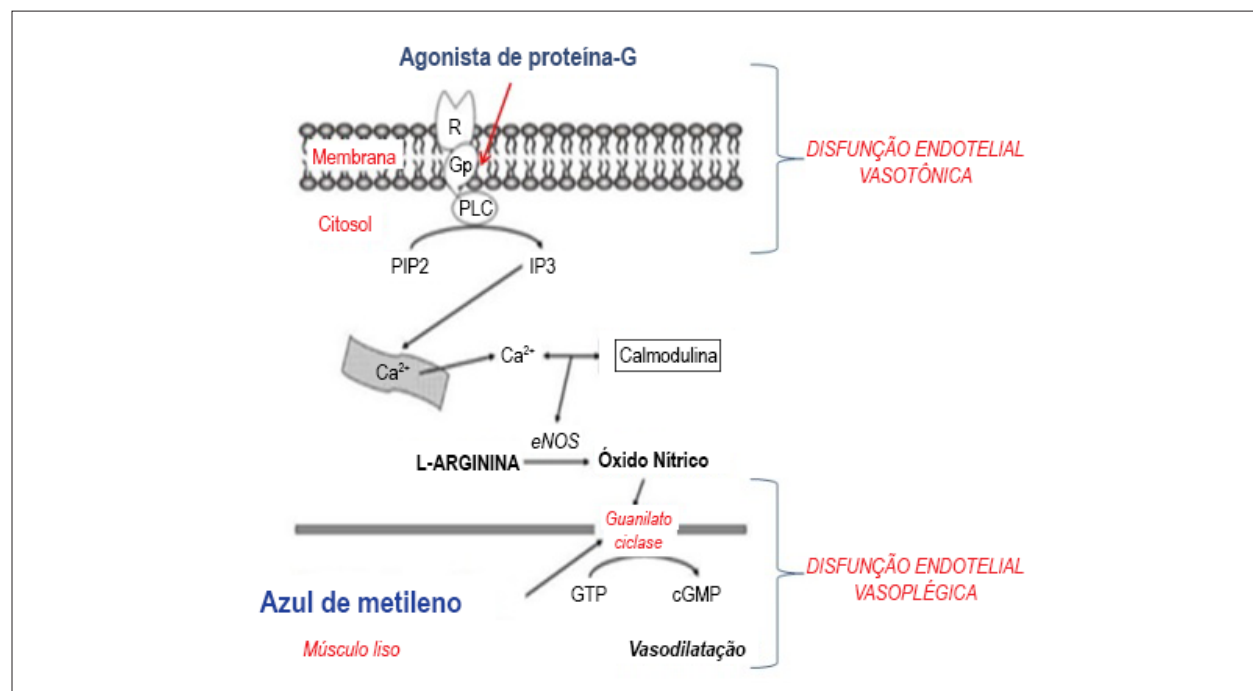 Agonista de proteína-G
R
Membrana
Gp
DISFUNÇÃO ENDOTELIAL
VASOTÔNICA
PLC
Citosol
PIP2
IP3
Ca²⁺
Ca²⁺
Calmodulina
eNOS
L-ARGININA
Óxido Nítrico
Guanilato
ciclase
DISFUNÇÃO ENDOTELIAL
VASOPLÉGICA
GTP
cGMP
Azul de metileno
Músculo liso
Vasodilatação